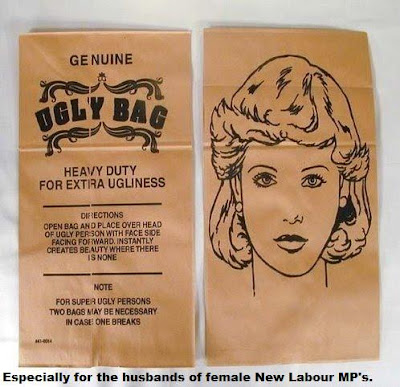 GENUINE
UGLY BAG
HEAVY DUTY
FOR EXTRA UGLINESS
DIRECTIONS
OPEN BAG AND PLACE OVER HEAD
OF UGLY PERSON WITH FACE SIDE
FACING FORWARD. INSTANTLY
CREATES BEAUTY WHERE THERE
IS NONE
NOTE
FOR SUPER UGLY PERSONS
TWO BAGS MAY BE NECESSARY
IN CASE ONE BREAKS
Especially for the husbands of female New Labour MP's.